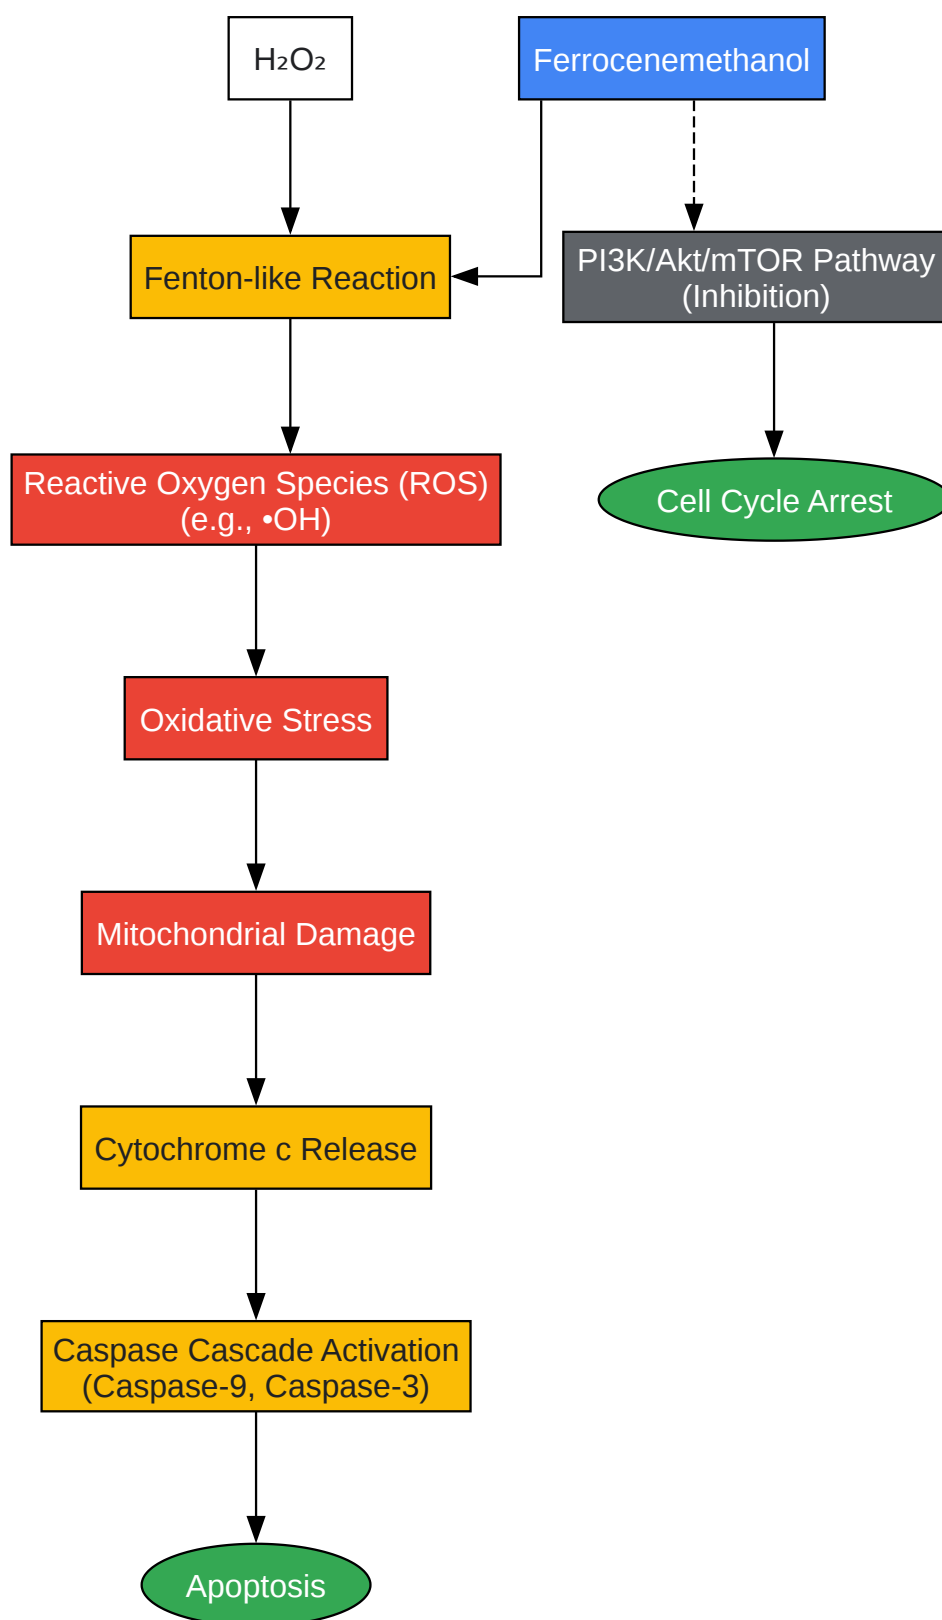 H₂O₂
Ferrocenemethanol
Fenton-like Reaction
PI3K/Akt/mTOR Pathway
(Inhibition)
Reactive Oxygen Species (ROS)
(e.g., •OH)
Cell Cycle Arrest
Oxidative Stress
Mitochondrial Damage
Cytochrome c Release
Caspase Cascade Activation
(Caspase-9, Caspase-3)
Apoptosis